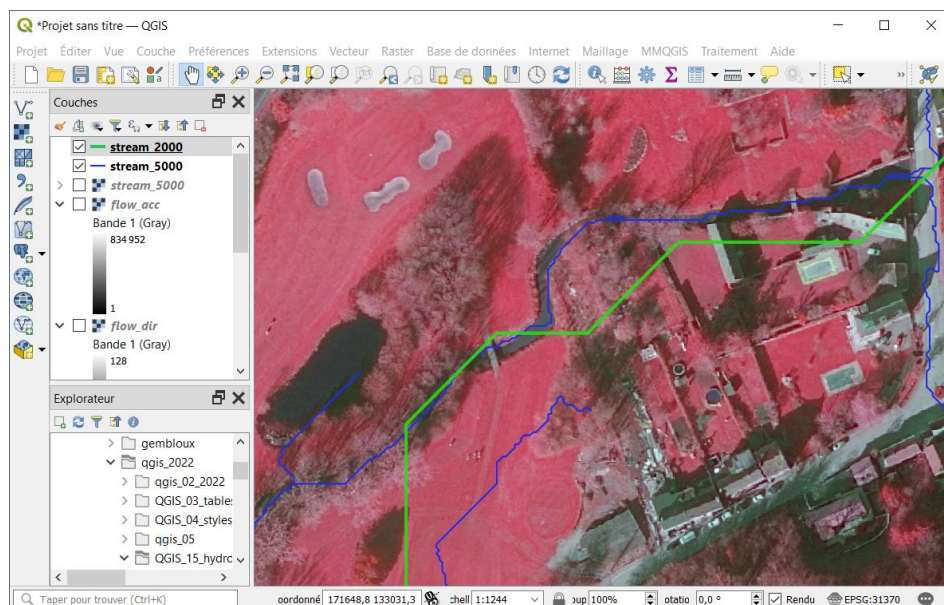 *Projet sans titre — QGIS
Projet Éditer Vue Couche Préférences Extensions Vecteur Raster Base de données Internet Maillage MMQGIS Traitement Aide
Couches
stream_2000
stream_5000
stream_5000
flow_acc
Bande 1 (Gray)
834 952
1
flow_dir
Bande 1 (Gray)
128
Explorateur
gembloux
qgis_2022
qgis_02_2022
QGIS_03_tables
QGIS_04_styles
qgis_05
QGIS_15_hydro
Taper pour trouver (Ctrl+K) oordonné 171648,8 133031,3 :hell 1:1244 oup 100% otatio 0,0 ° Rendu EPSG:31370